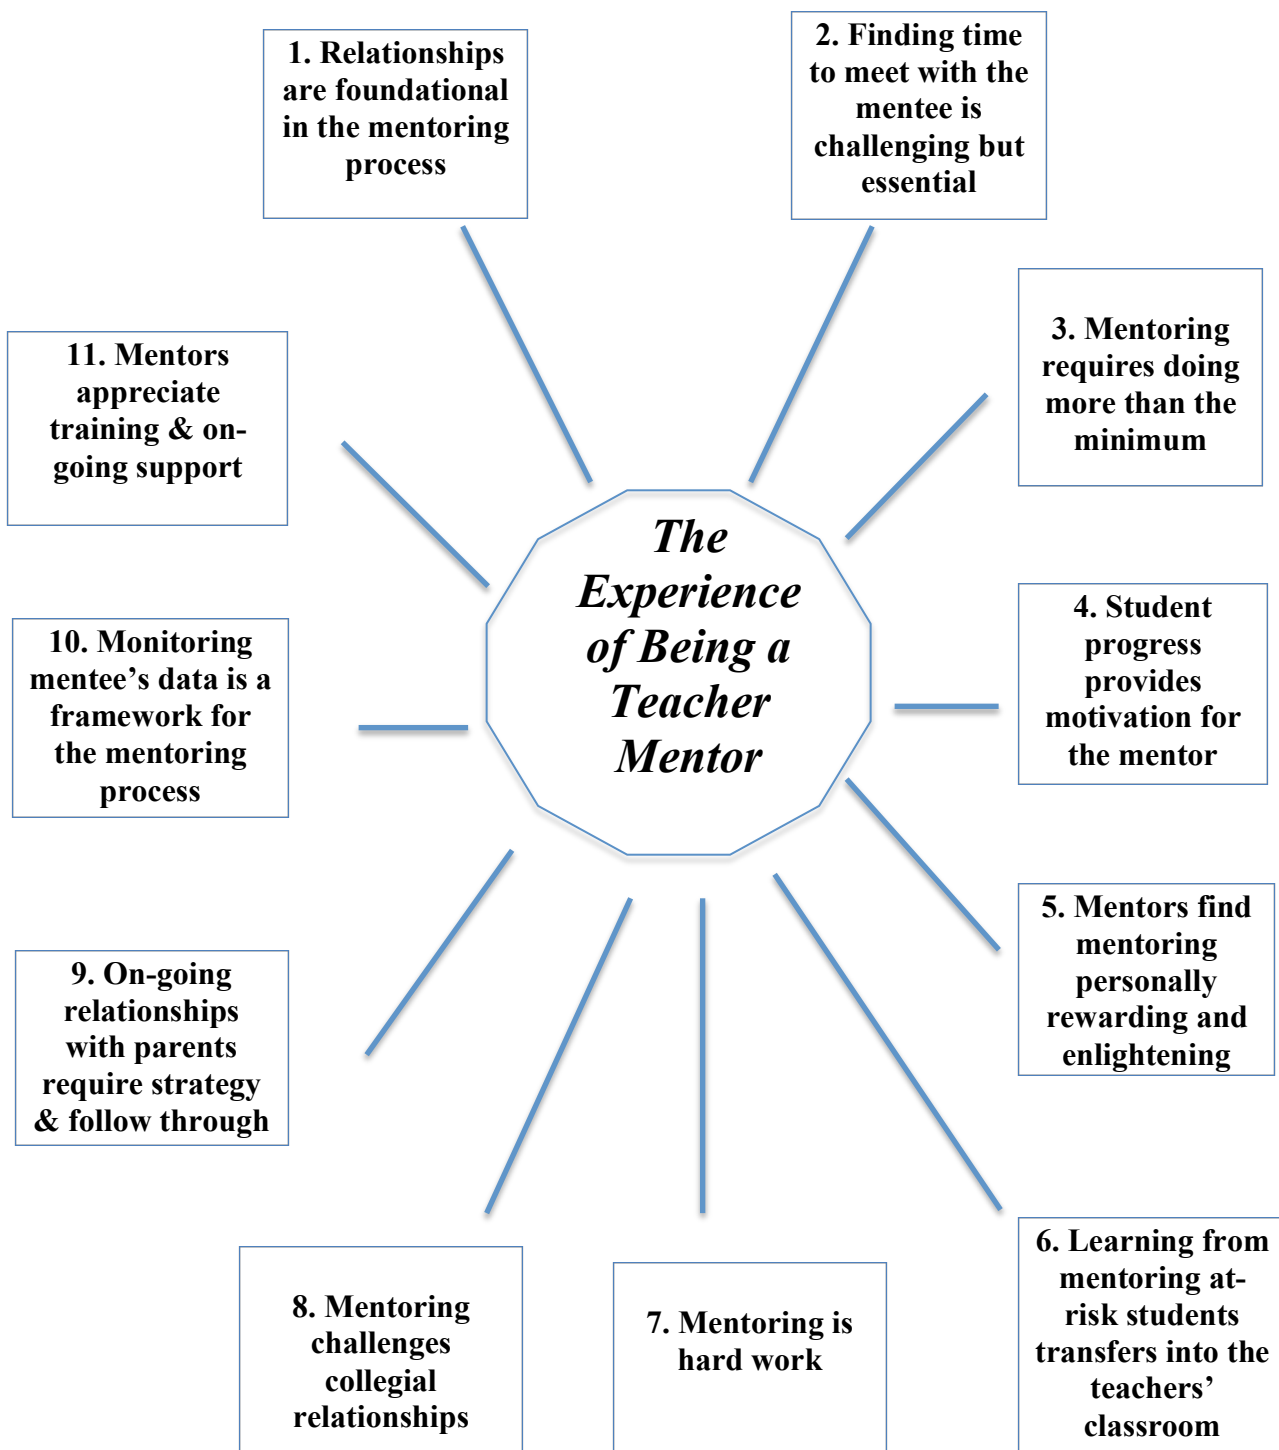 1. Relationships
are foundational
in the mentoring
process
2. Finding time
to meet with the
mentee is
challenging but
essential
3. Mentoring
requires doing
more than the
minimum
4. Student
progress
provides
motivation for
the mentor
5. Mentors find
mentoring
personally
rewarding and
enlightening
6. Learning from
mentoring at-
risk students
transfers into the
teachers’
classroom
7. Mentoring is
hard work
8. Mentoring
challenges
collegial
relationships
9. On-going
relationships
with parents
require strategy
& follow through
10. Monitoring
mentee’s data is a
framework for
the mentoring
process
11. Mentors
appreciate
training & on-
going support
The
Experience
of Being a
Teacher
Mentor